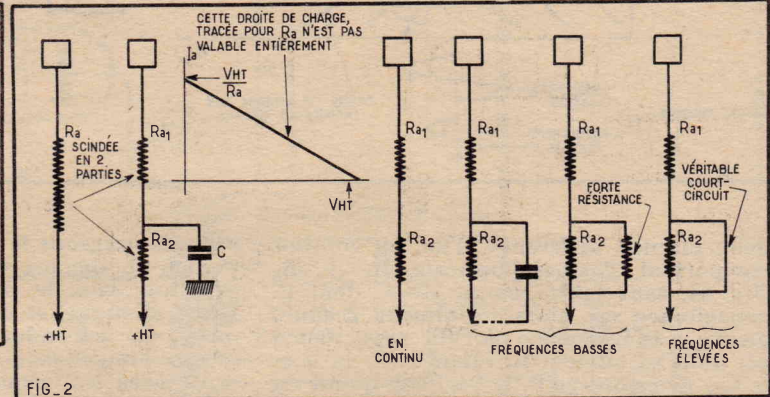 CETTE DROITE DE CHARGE,
TRACÉE POUR Ra N'EST PAS
VALABLE ENTIÈREMENT
Ia
VHT
Ra
Ra
SCINDÉE
EN 2
PARTIES
Ra1
Ra2
C
+HT
+HT
VHT
Ra1
Ra2
EN
CONTINU
Ra1
Ra2
Ra1
Ra2
FORTE
RÉSISTANCE
FRÉQUENCES BASSES
Ra1
Ra2
VÉRITABLE
COURT-
CIRCUIT
FRÉQUENCES
ÉLEVÉES
FIG_2